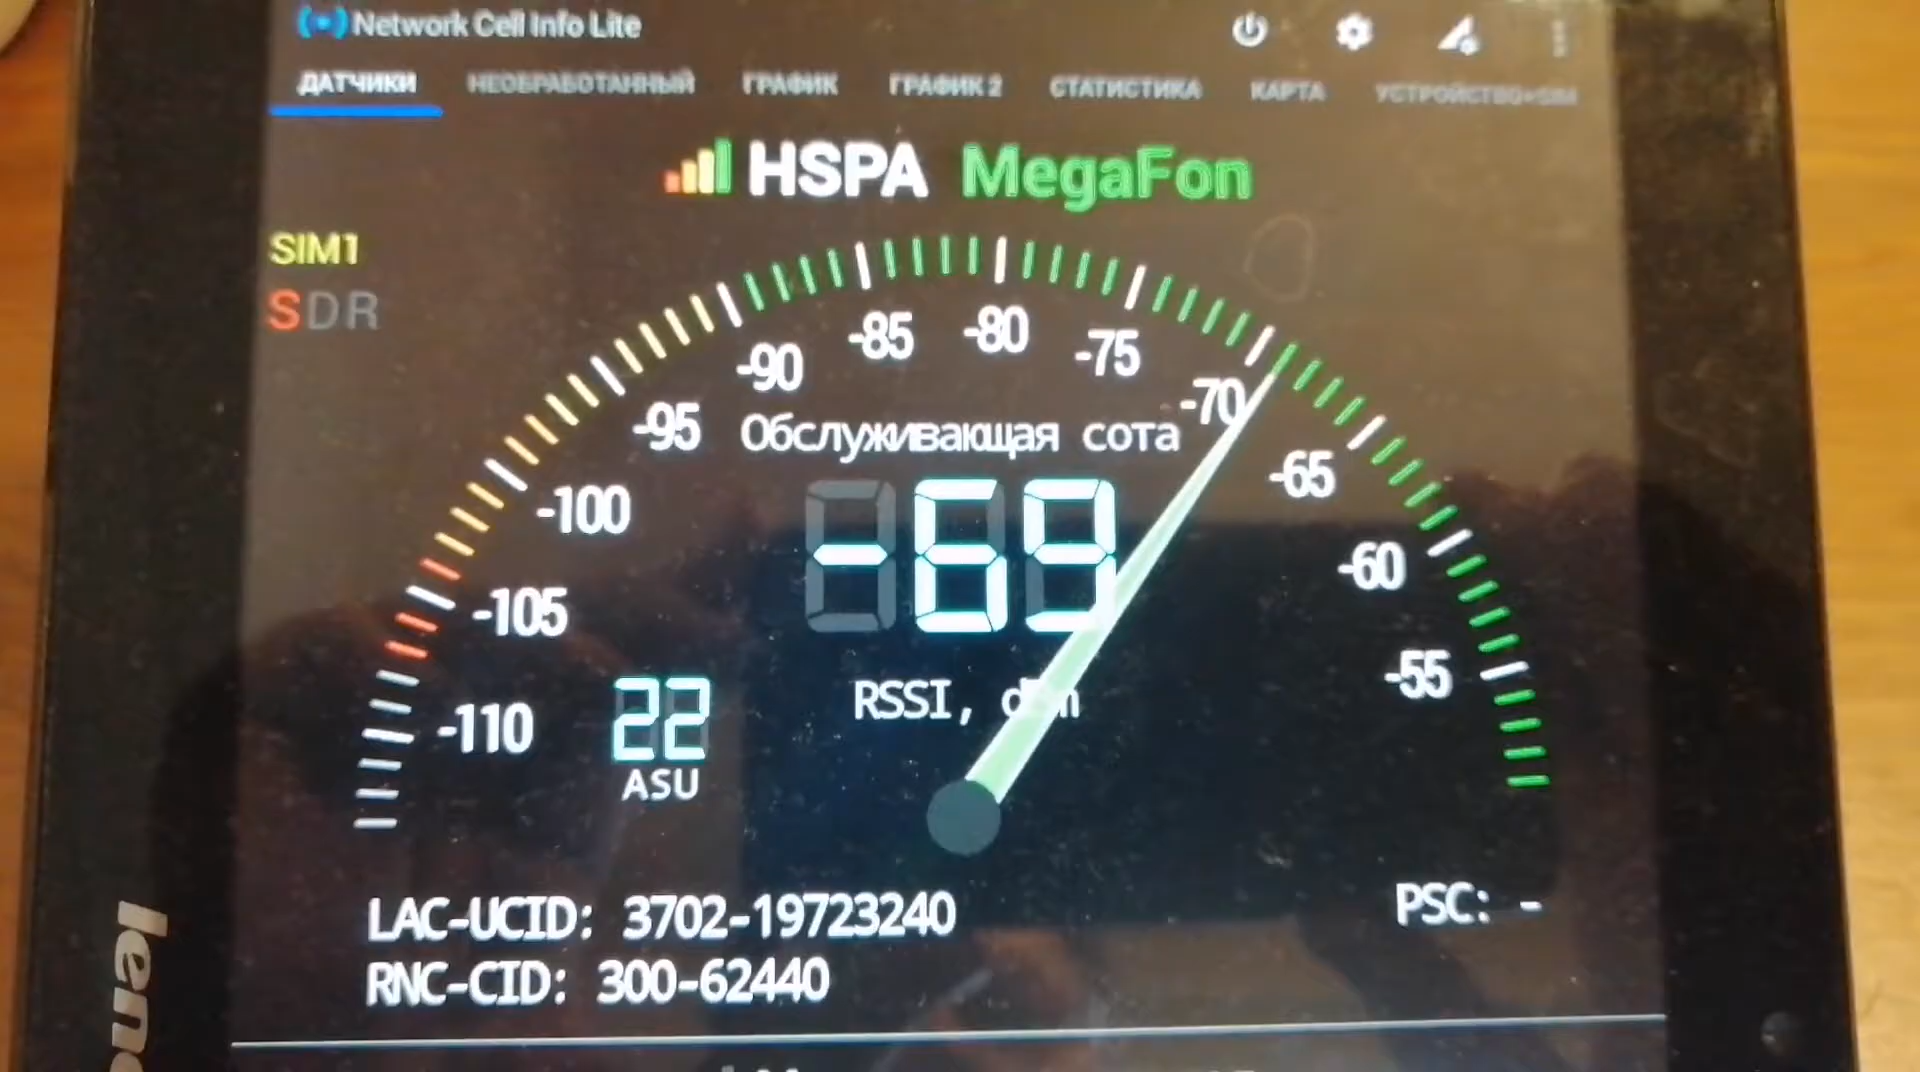 Network Cell Info Lite
ДАТЧИКИ НЕОБРАБОТАННЫЙ ГРАФИК ГРАФИК 2 СТАТИСТИКА КАРТА УСТРОЙСТВО+SIM
HSPA MegaFon
SIM1
SDR
-110 -105 -100 -95 -90 -85 -80 -75 -70 -65 -60 -55
Обслуживающая сота
-69
RSSI, dBm
22
ASU
LAC-UCID: 3702-19723240
PSC: -
RNC-CID: 300-62440